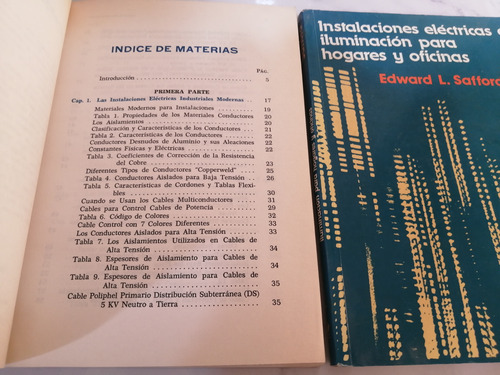 INDICE DE MATERIAS
PÁG.
Introducción 5
PRIMERA PARTE
Cap. I. Las Instalaciones Eléctricas Industriales Modernas 17
Materiales Modernos para Instalaciones 19
Tabla 1. Propiedades de los Materiales Conductores 20
Los Aislamientos 20
Clasificación y Características de los Conductores 21
Tabla 2. Características de los Conductores 22
Conductores Desnudos de Aluminio y sus Aleaciones 22
Constantes Físicas y Eléctricas 22
Tabla 3. Coeficientes de Corrección de la Resistencia
del Cobre 23
Diferentes Tipos de Conductores "Copperweld" 25
Tabla 4. Conductores Aislados para Baja Tensión 26
Tabla 5. Características de Cordones y Tablas Flexi-
bles 30
Cuando se Usan los Cables Multiconductores 31
Cables para Control Cables de Potencia 29
Tabla 6. Código de Colores 32
Cable Control con 7 Colores Diferentes 33
Los Conductores Aislados para Alta Tensión 33
Tabla 7. Los Aislamientos Utilizados en Cables de
Alta Tensión 34
Tabla 8. Espesores de Aislamiento para Cables de
Alta Tensión 34
Tabla 9. Espesores de Aislamiento para Cables de
Alta Tensión 35
Cable Poliphel Primario Distribución Subterránea (DS)
5 KV Neutro a Tierra 35
Instalaciones eléctricas
iluminación para
hogares y oficinas
Edward L. Safford